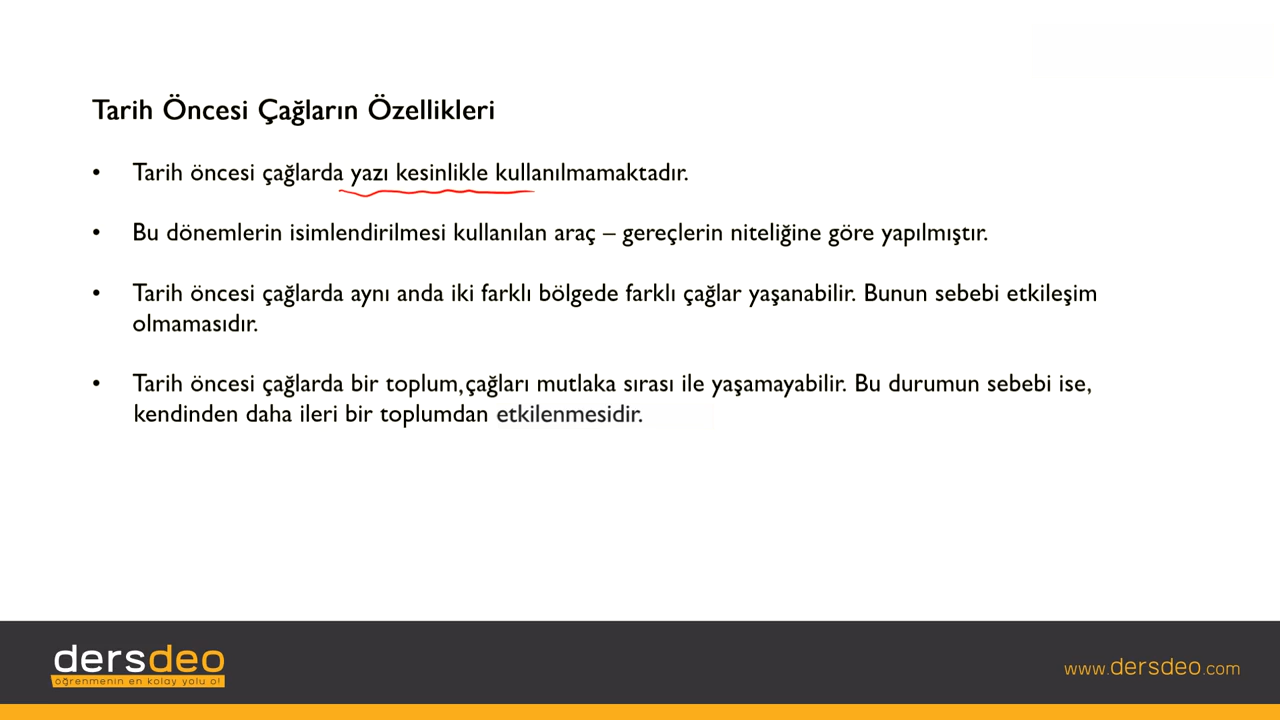 Tarih Öncesi Çağların Özellikleri
• Tarih öncesi çağlarda yazı kesinlikle kullanılmamaktadır.
• Bu dönemlerin isimlendirilmesi kullanılan araç – gereçlerin niteliğine göre yapılmıştır.
• Tarih öncesi çağlarda aynı anda iki farklı bölgede farklı çağlar yaşanabilir. Bunun sebebi etkileşim
olmamasıdır.
• Tarih öncesi çağlarda bir toplum,çağları mutlaka sırası ile yaşamayabilir. Bu durumun sebebi ise,
kendinden daha ileri bir toplumdan etkilenmesidir.
dersdeo
öğrenmenin en kolay yolu o!
www.dersdeo.com